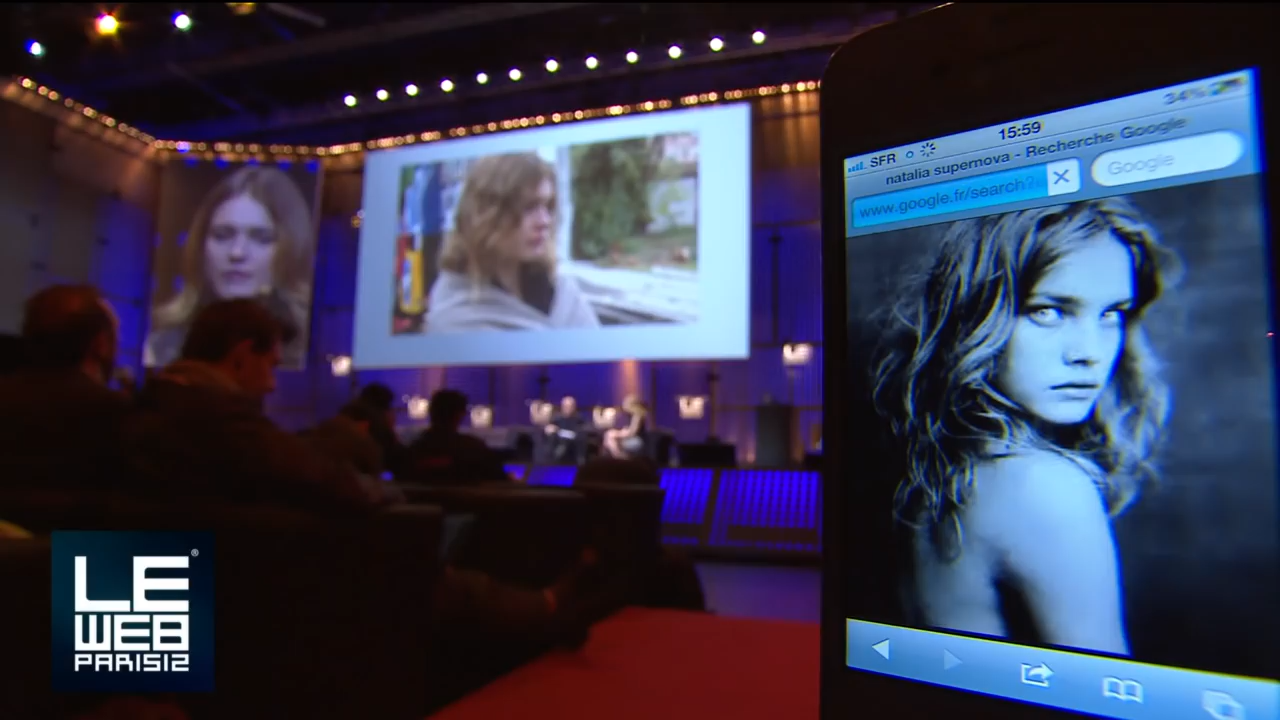 SFR 15:59 34%
natalia supernova - Recherche Google
www.google.fr/search?
Google
LE
WEB
PARIS12